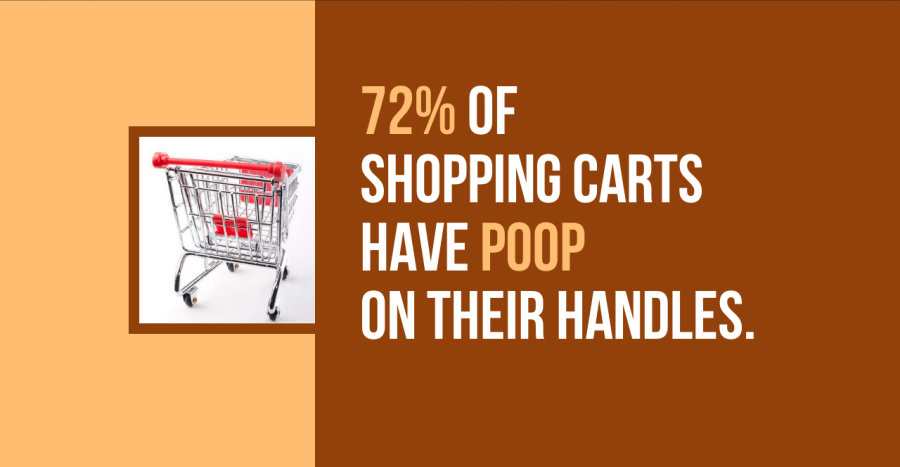 72% OF
SHOPPING CARTS
HAVE POOP
ON THEIR HANDLES.